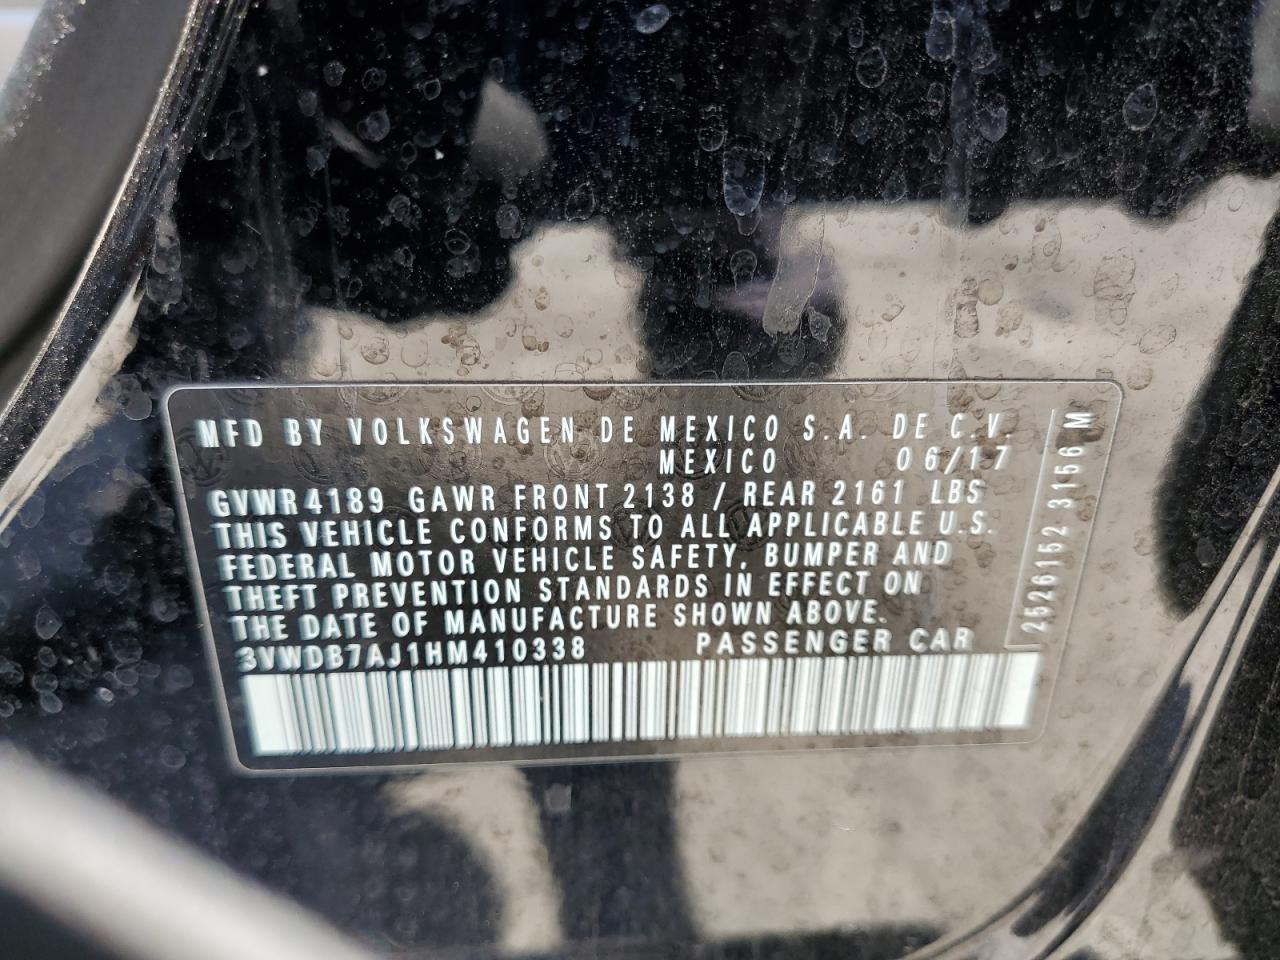 MFD BY VOLKSWAGEN DE MEXICO S.A. DE C.V.
MEXICO 06/17
GVWR 4189 GAWR FRONT 2138 / REAR 2161 LBS
THIS VEHICLE CONFORMS TO ALL APPLICABLE U.S.
FEDERAL MOTOR VEHICLE SAFETY, BUMPER AND
THEFT PREVENTION STANDARDS IN EFFECT ON
THE DATE OF MANUFACTURE SHOWN ABOVE.
3VWDB7AJ1HM410338 PASSENGER CAR
2526152 3156 M